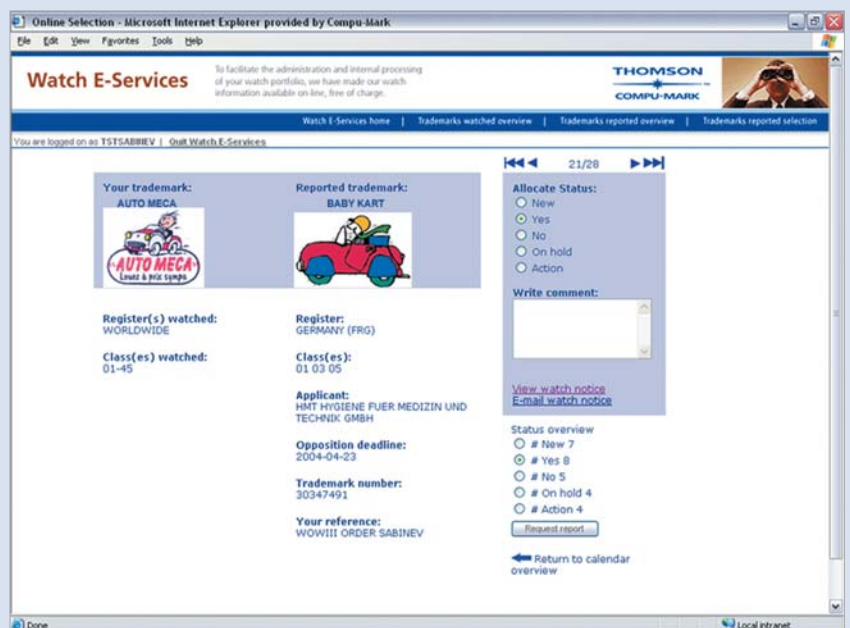 Online Selection - Microsoft Internet Explorer provided by Compu-Mark
File Edit View Favorites Tools Help
Watch E-Services
To facilitate the administration and internal processing
of your watch portfolio, we have made our watch
information available on-line, free of charge.
THOMSON
COMPU-MARK
Watch E-Services home | Trademarks watched overview | Trademarks reported overview | Trademarks reported selection
You are logged on as TSTSABINEV | Quit Watch E-Services
21/28
Your trademark:
AUTO MECA
AUTO MECA
Louez à prix sympa
Reported trademark:
BABY KART
Allocate Status:
New
Yes
No
On hold
Action
Write comment:
View watch notice
E-mail watch notice
Register(s) watched:
WORLDWIDE
Class(es) watched:
01-45
Register:
GERMANY (FRG)
Class(es):
01 03 05
Applicant:
HMT HYGIENE FUER MEDIZIN UND
TECHNIK GMBH
Opposition deadline:
2004-04-23
Trademark number:
30347491
Your reference:
WOWIII ORDER SABINEV
Status overview
# New 7
# Yes 8
# No 5
# On hold 4
# Action 4
Request report
Return to calendar
overview
Done
Local intranet